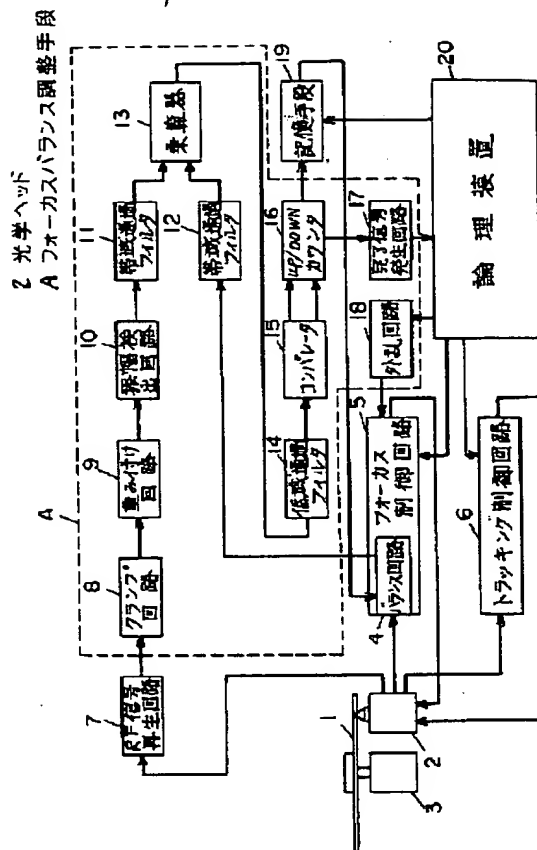 2 光学ヘッド
A フォーカスバランス調整手段
A
7
RF信号
再生回路
8
クランプ
回路
9
重み付け
回路
10
振幅検
出回路
11
帯域通過
フィルタ
12
帯域通過
フィルタ
13
乗算器
14
低域通過
フィルタ
15
コンパレータ
16
UP/DOWN
カウンタ
17
完了信号
発生回路
18
外乱回路
19
記憶手段
20
論理装置
5
フォーカス
制御回路
4
バランス回路
6
トラッキング制御回路
1
2
3